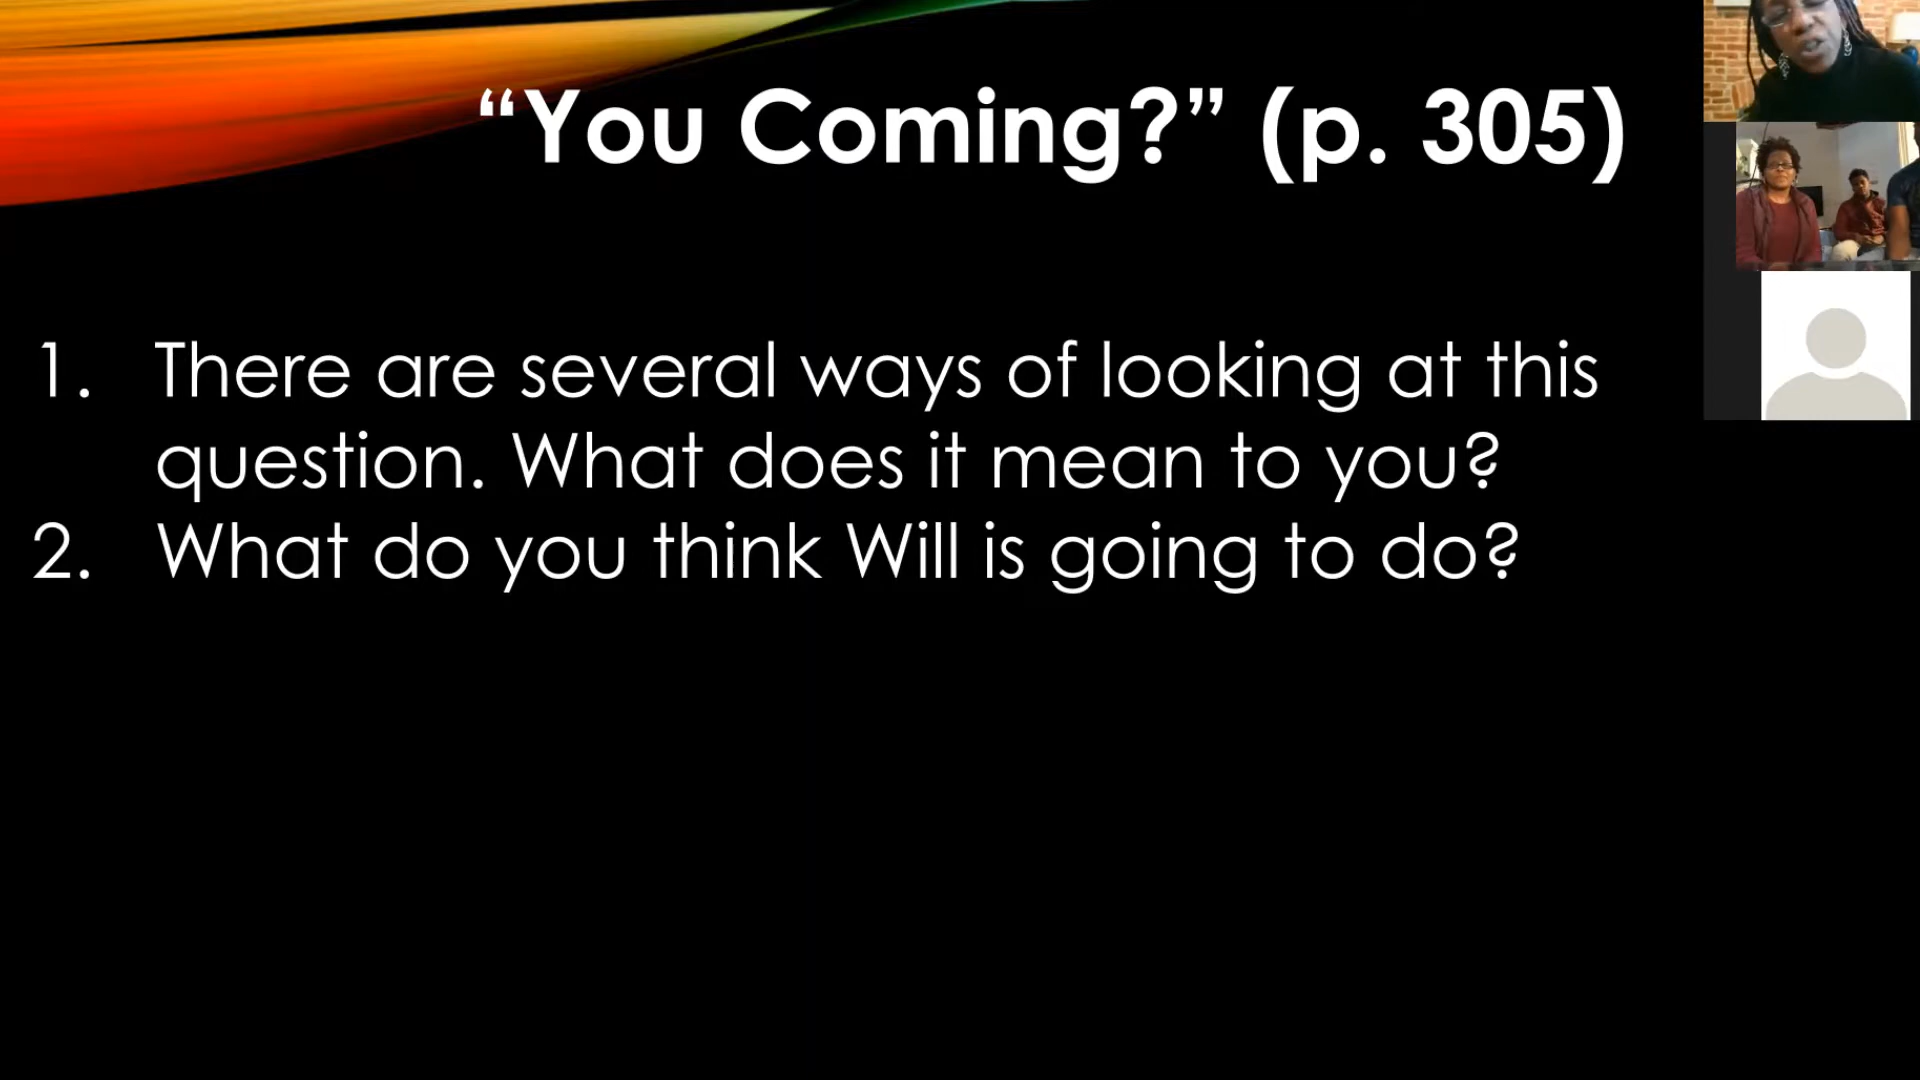 “You Coming?” (p. 305)
1. There are several ways of looking at this
question. What does it mean to you?
2. What do you think Will is going to do?